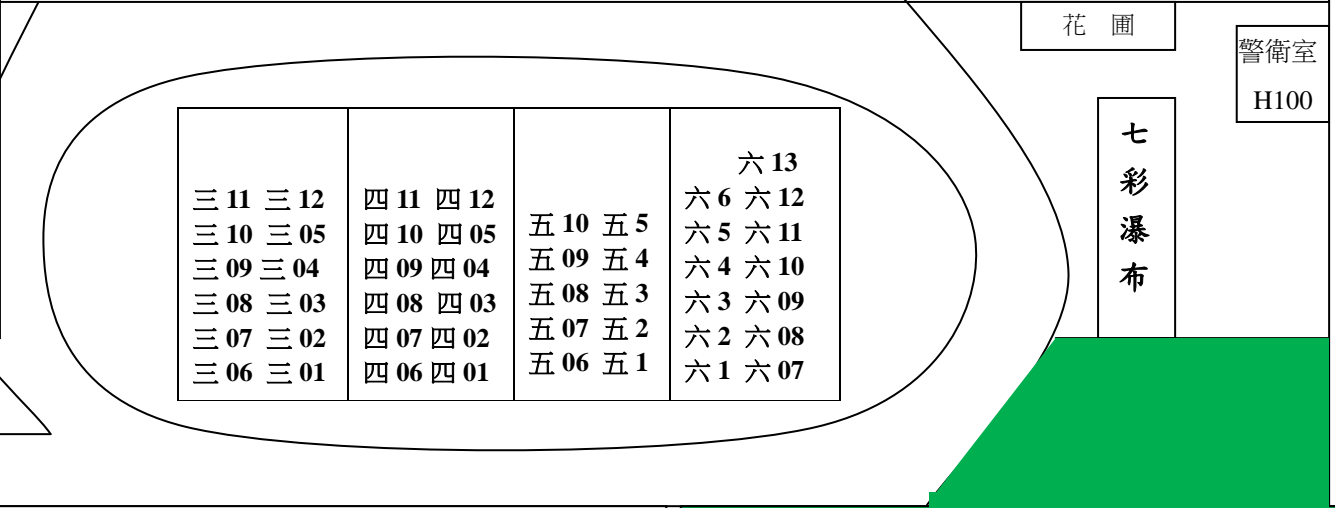 花 圃
警衛室
H100
七
彩
瀑
布
三 11 三 12
三 10 三 05
三 09 三 04
三 08 三 03
三 07 三 02
三 06 三 01
四 11 四 12
四 10 四 05
四 09 四 04
四 08 四 03
四 07 四 02
四 06 四 01
五 10 五 5
五 09 五 4
五 08 五 3
五 07 五 2
五 06 五 1
六 13
六 6 六 12
六 5 六 11
六 4 六 10
六 3 六 09
六 2 六 08
六 1 六 07